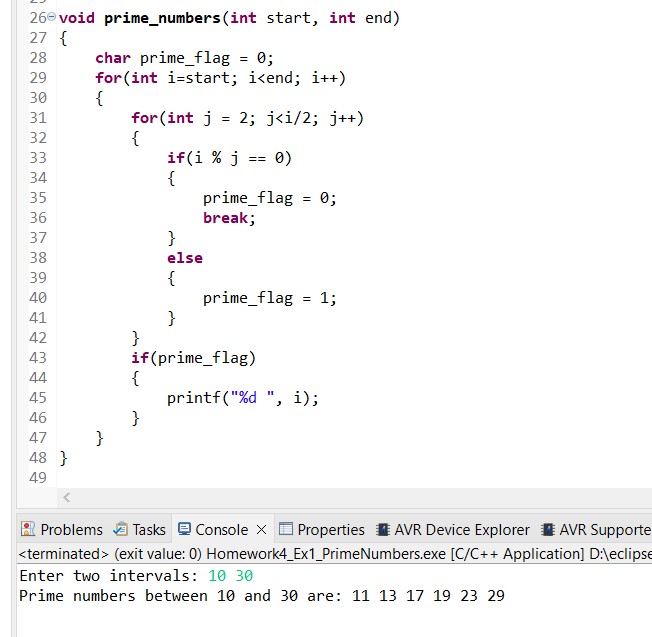 26 void prime_numbers(int start, int end)
27 {
28     char prime_flag = 0;
29     for(int i=start; i<end; i++)
30     {
31         for(int j = 2; j<i/2; j++)
32         {
33             if(i % j == 0)
34             {
35                 prime_flag = 0;
36                 break;
37             }
38             else
39             {
40                 prime_flag = 1;
41             }
42         }
43         if(prime_flag)
44         {
45             printf("%d ", i);
46         }
47     }
48 }
49
Problems Tasks Console Properties AVR Device Explorer AVR Supporte
<terminated> (exit value: 0) Homework4_Ex1_PrimeNumbers.exe [C/C++ Application] D:\eclipse
Enter two intervals: 10 30
Prime numbers between 10 and 30 are: 11 13 17 19 23 29